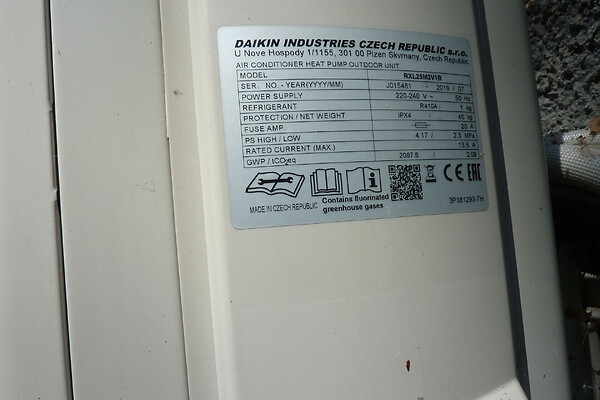 DAIKIN INDUSTRIES CZECH REPUBLIC s.r.o.
U Nove Hospody 1/1155, 301 00 Plzen Skvrnany, Czech Republic
AIR CONDITIONER HEAT PUMP OUTDOOR UNIT
MODEL RXL25M3V1B
SER. NO. - YEAR(YYYY/MM) J015481 - 2019 / 07
POWER SUPPLY 220-240 V ~ 50 Hz
REFRIGERANT R410A / 1 kg
PROTECTION / NET WEIGHT IPX4 / 40 kg
FUSE AMP 20 A
PS HIGH / LOW 4.17 / 2.5 MPa
RATED CURRENT (MAX.) 13.5 A
GWP / tCO2eq 2087.5 / 2.09
MADE IN CZECH REPUBLIC
Contains fluorinated
greenhouse gases
CE EAC
3P381293-7H